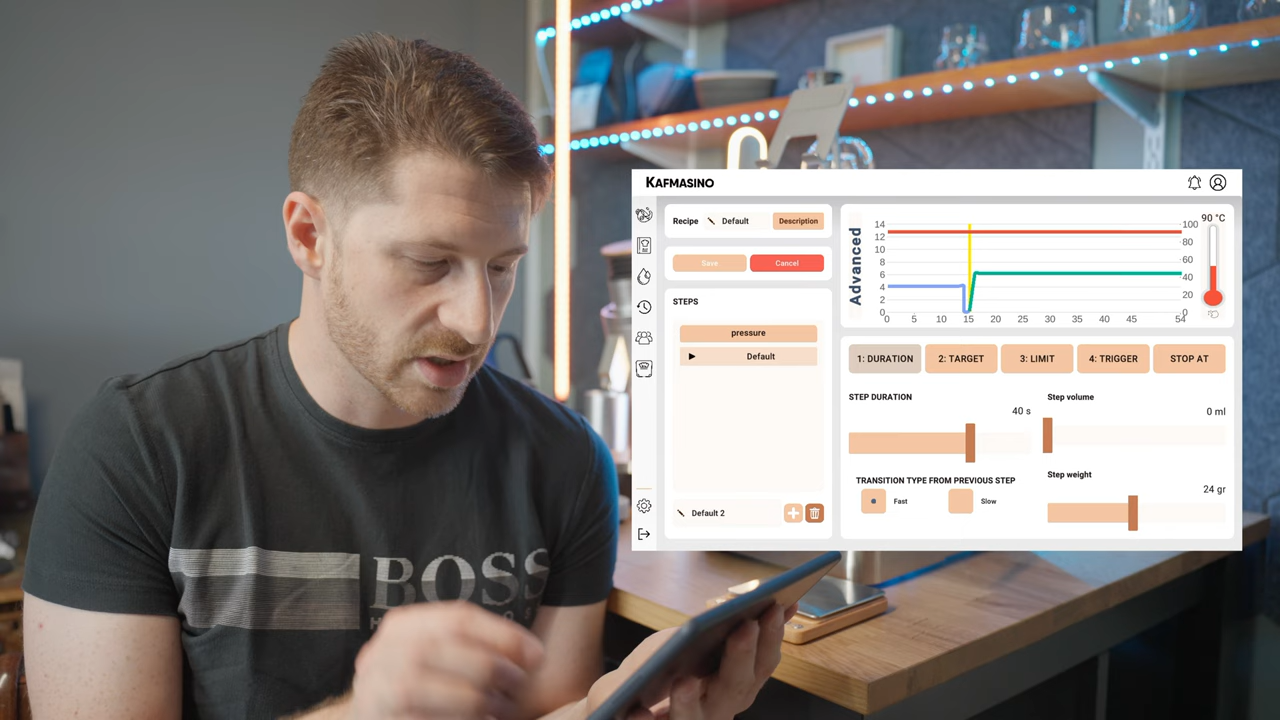 KAFMASINO
Recipe
Default
Description
Save
Cancel
STEPS
pressure
Default
Default 2
Advanced
14
12
10
8
6
4
2
0
0
5
10
15
20
25
30
35
40
45
54
100
80
60
40
20
0
90 °C
1: DURATION
2: TARGET
3: LIMIT
4: TRIGGER
STOP AT
STEP DURATION
40 s
Step volume
0 ml
TRANSITION TYPE FROM PREVIOUS STEP
Fast
Slow
Step weight
24 gr
BOSS